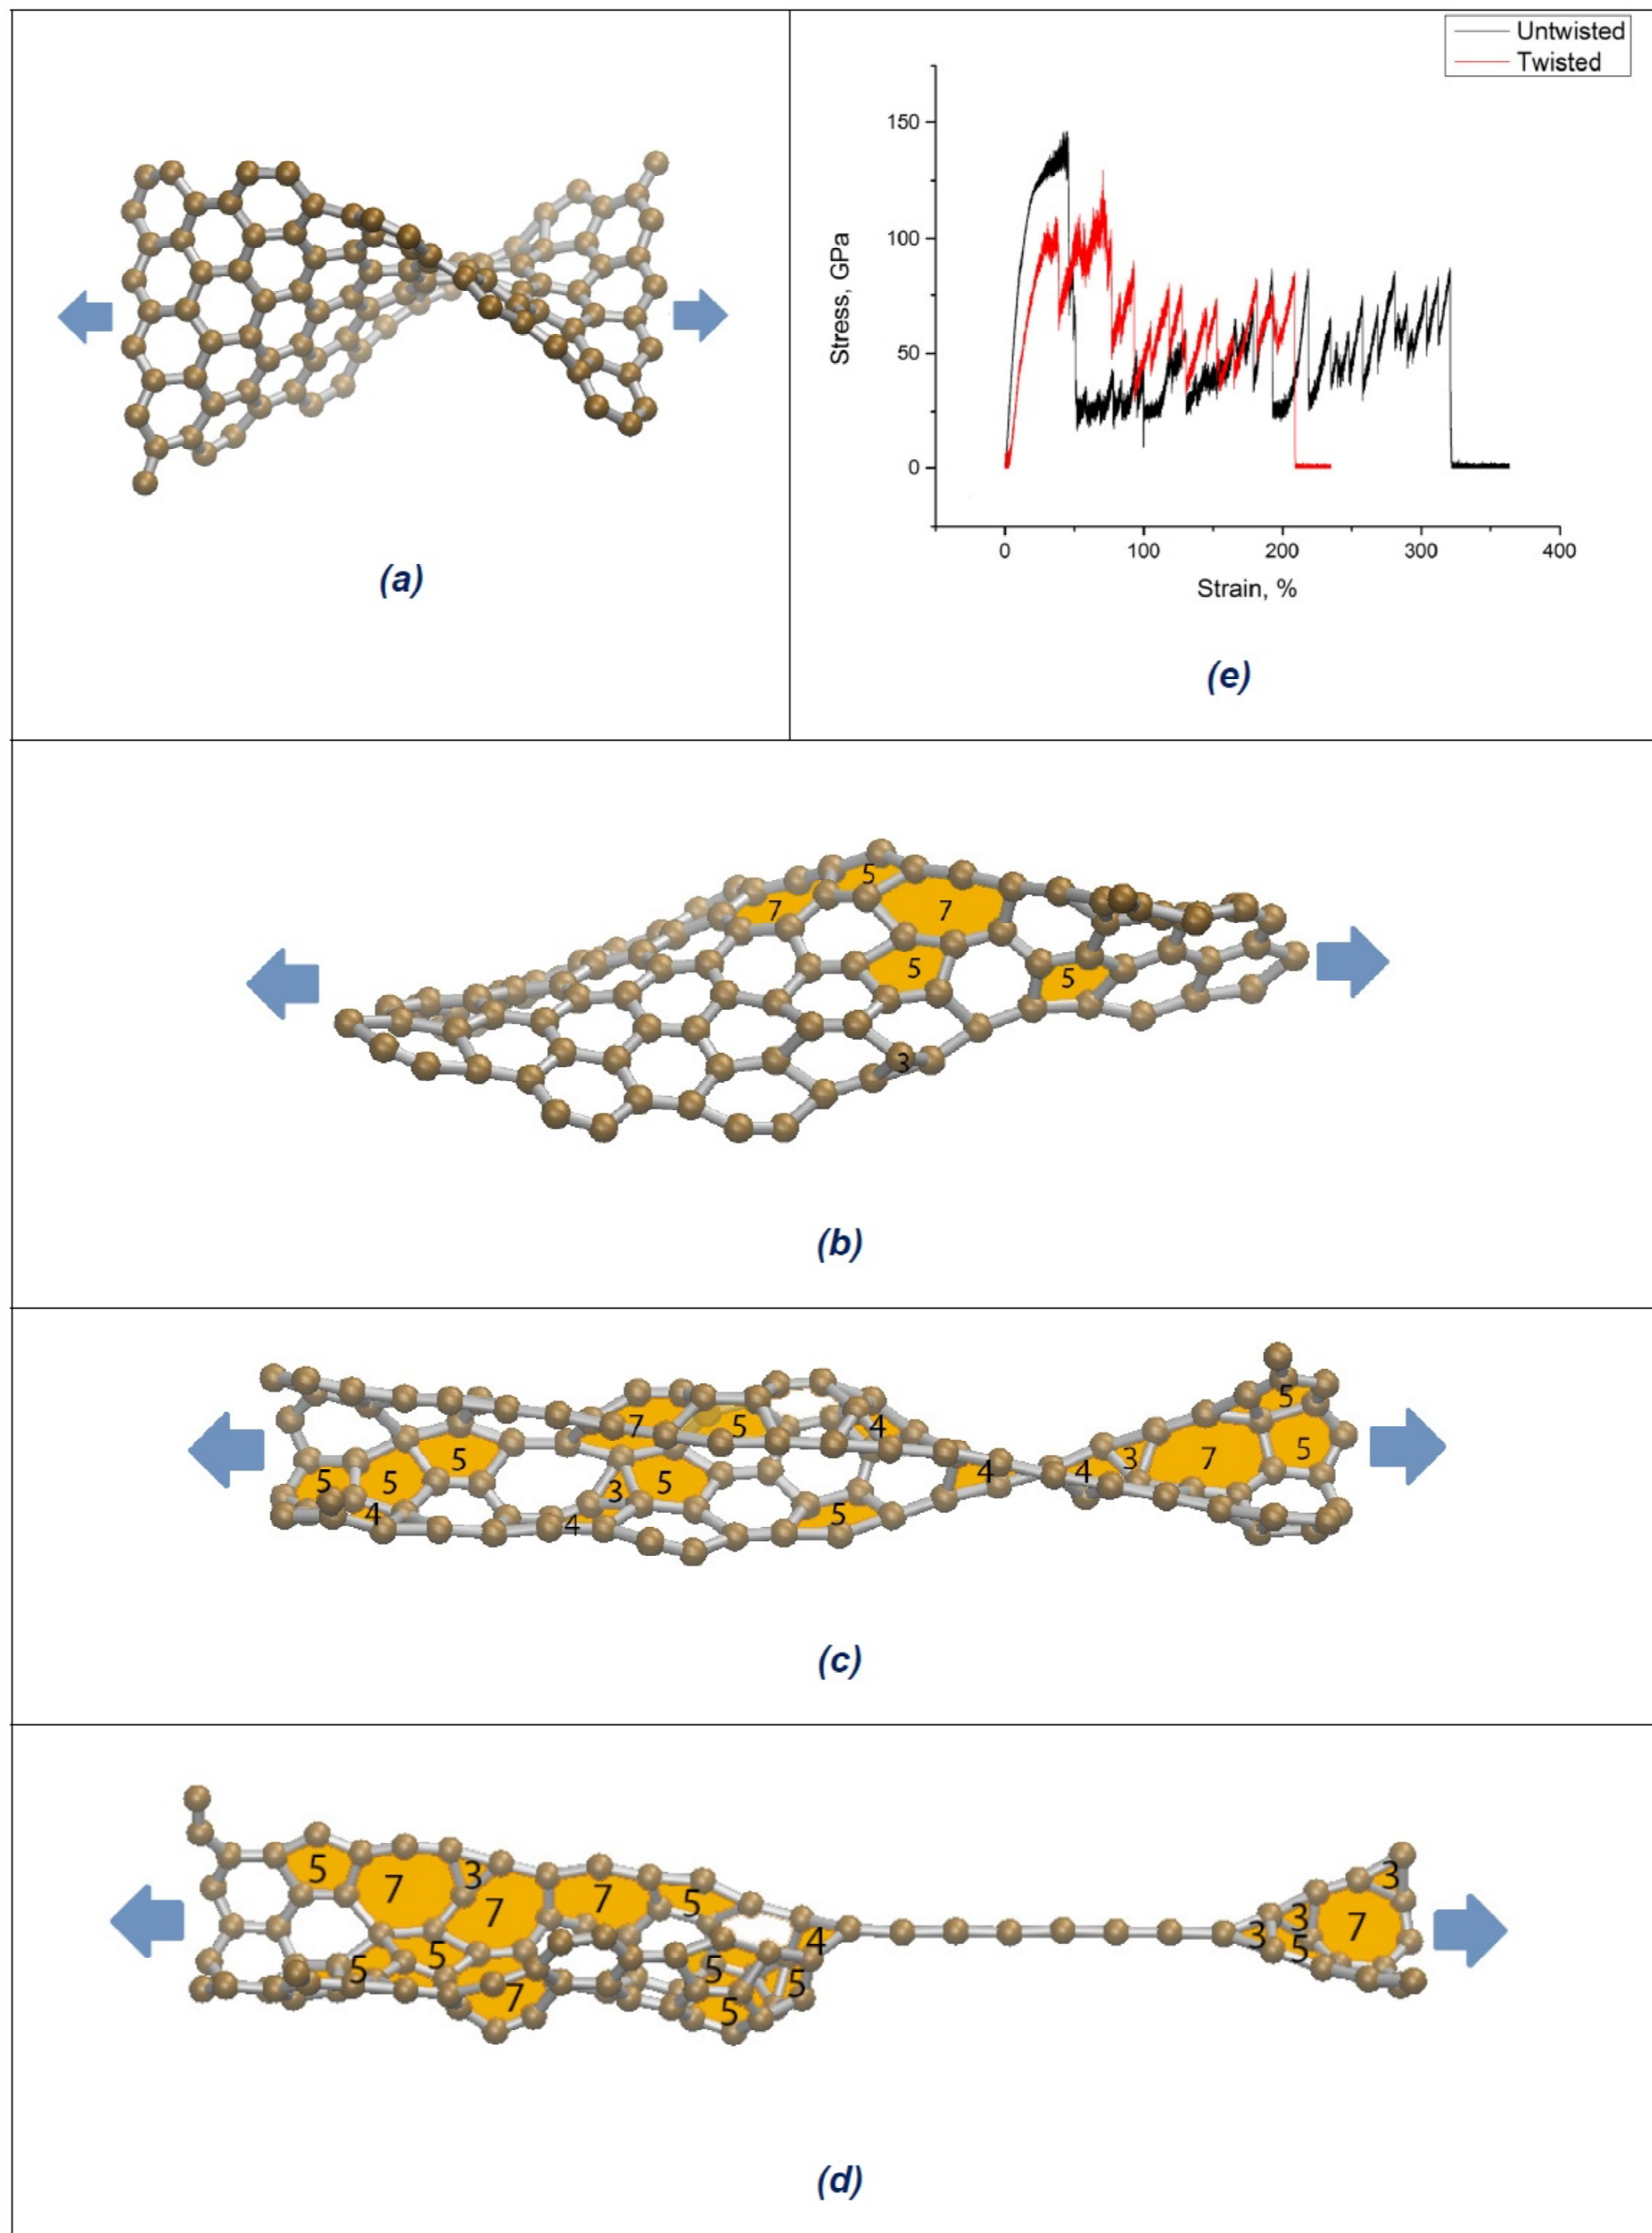 Untwisted
Twisted
150
100
50
0
Stress, GPa
0 100 200 300 400
Strain, %
(a)
(e)
5
7 7
5 5
3
(b)
5
7 5 4
5 5 5 3 5 4 4 3 7 5
4 4 5
(c)
5 7 3 7 7 5 3
4 3 3 7
5 5 5 5 5
7 5
(d)